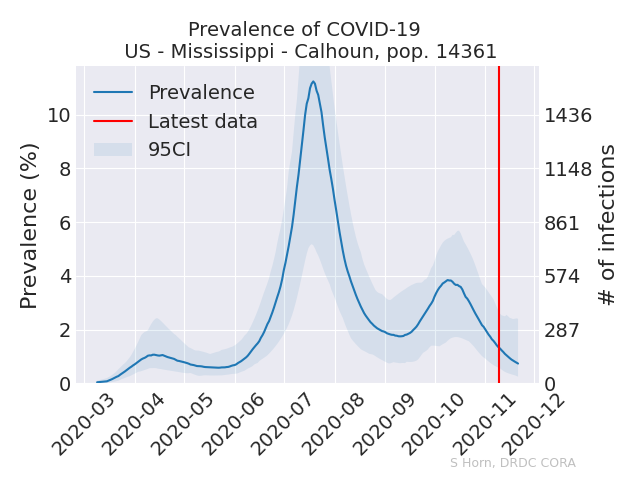 Prevalence of COVID-19
US - Mississippi - Calhoun, pop. 14361
Prevalence
Latest data
95CI
Prevalence (%)
10
8
6
4
2
0
1436
1148
861
574
287
0
# of infections
2020-03
2020-04
2020-05
2020-06
2020-07
2020-08
2020-09
2020-10
2020-11
2020-12
S Horn, DRDC CORA